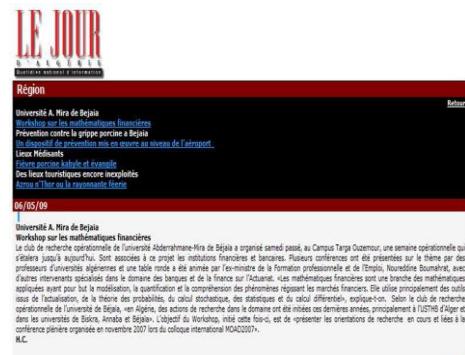 LE JOUR
D'ALGÉRIE
Quotidien national d'information
Région
Retour
Université A. Mira de Bejaia
Workshop sur les mathématiques financières
Prévention contre la grippe porcine a Bejaia
Un dispositif de prévention mis en œuvre au niveau de l'aéroport
Lieux Médisants
Fièvre porcine kabyle et évangile
Des lieux touristiques encore inexploités
Azrou n'Thor ou la rayonnante féerie
06/05/09
Université A. Mira de Bejaia
Workshop sur les mathématiques financières
Le club de recherche opérationnelle de l'université Abderrahmane-Mira de Béjaïa a organisé samedi passé, au Campus Targa Ouzemour, une semaine opérationnelle qui
s'étalera jusqu'à aujourd'hui. Sont associées à ce projet les institutions financières et bancaires. Plusieurs conférences ont été présentées sur le thème par des
professeurs d'universités algériennes et une table ronde a été animée par l'ex-ministre de la Formation professionnelle et de l'Emploi, Noureddine Boumahrat, avec
d'autres intervenants spécialisés dans le domaine des banques et de la finance sur l'Actuariat. «Les mathématiques financières sont une branche des mathématiques
appliquées ayant pour but la modélisation, la quantification et la compréhension des phénomènes régissant les marchés financiers. Elle utilise principalement des outils
issus de l'actualisation, de la théorie des probabilités, du calcul stochastique, des statistiques et du calcul différentiel», explique-t-on. Selon le club de recherche
opérationnelle de l'université de Béjaïa, «en Algérie, des actions de recherche dans le domaine ont été initiées ces dernières années, principalement à l'USTHB d'Alger et
dans les universités de Biskra, Annaba et Béjaïa». L'objectif du Workshop, initié cette fois-ci, est de «présenter les orientations de recherche en cours et liées à la
conférence plénière organisée en novembre 2007 lors du colloque international MOAD2007».
H.C.